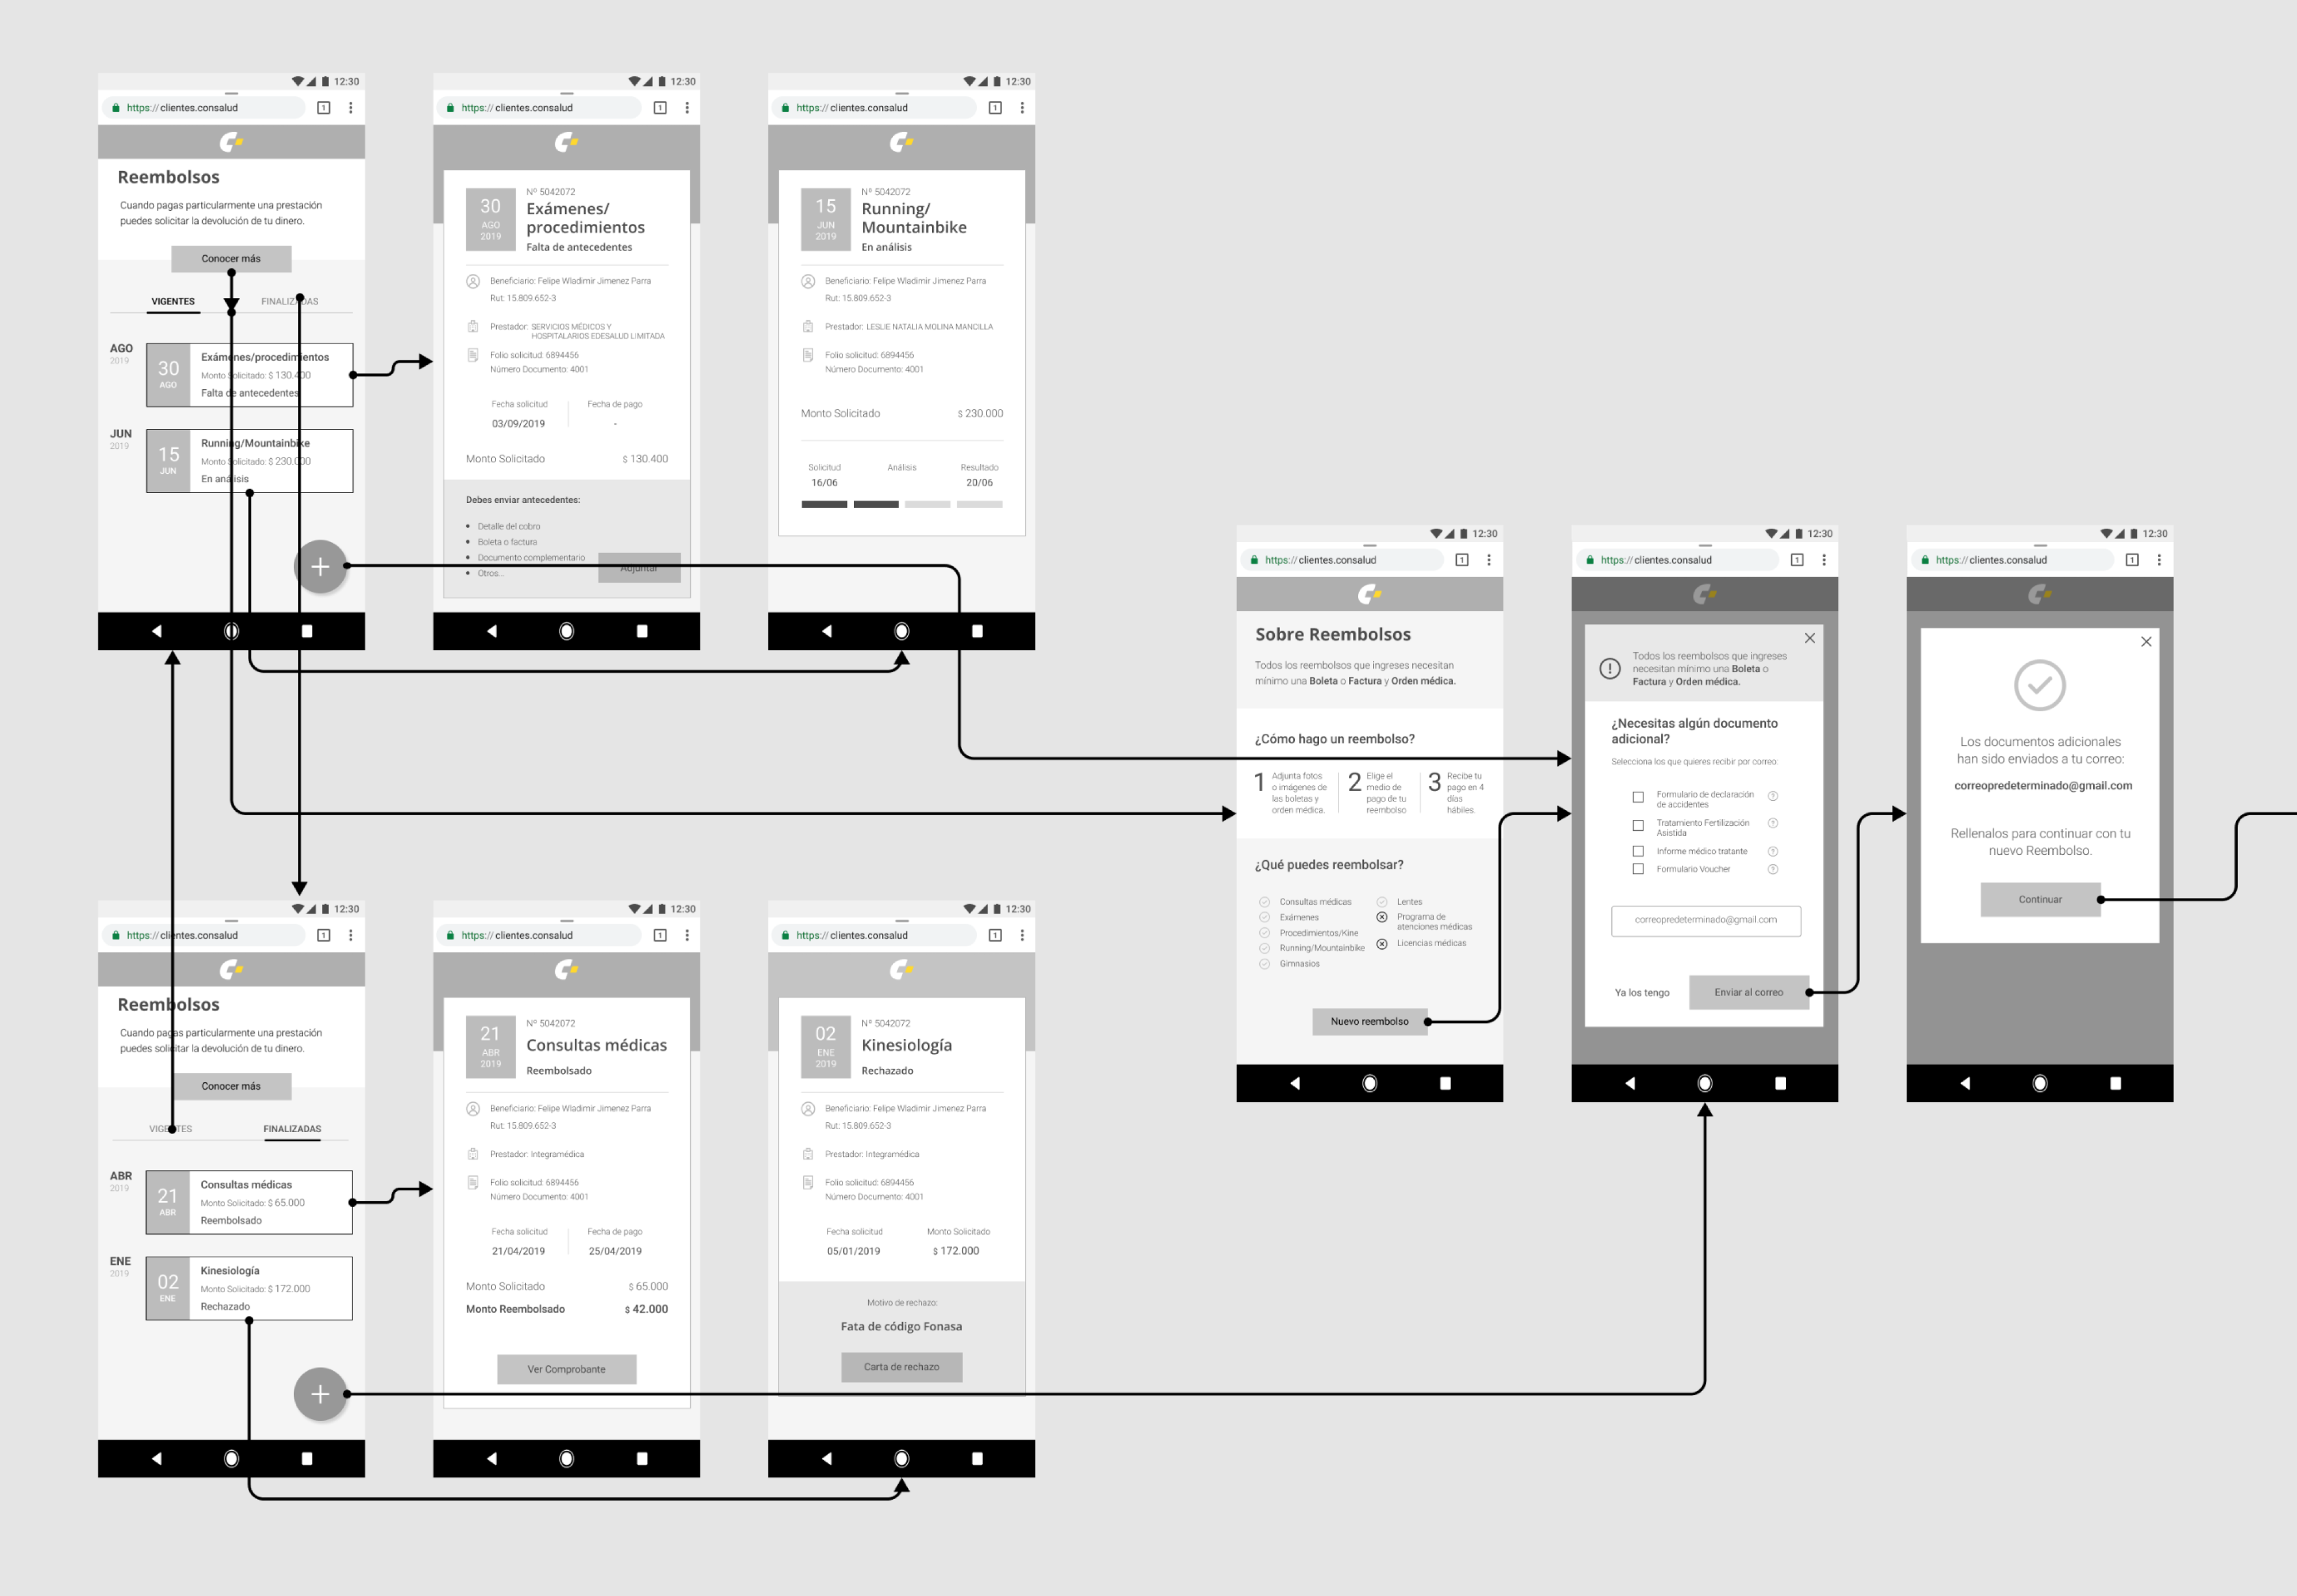 12:30
https://clientes.consalud
1
Reembolsos
Cuando pagas particularmente una prestación
puedes solicitar la devolución de tu dinero.
Conocer más
VIGENTES
FINALIZADAS
AGO
2019
30
AGO
Exámenes/procedimientos
Monto Solicitado: $ 130.400
Falta de antecedentes
JUN
2019
15
JUN
Running/Mountainbike
Monto Solicitado: $ 230.000
En análisis
+
12:30
https://clientes.consalud
1
30
AGO
2019
Nº 5042072
Exámenes/
procedimientos
Falta de antecedentes
Beneficiario: Felipe Wladimir Jimenez Parra
Rut: 15.809.652-3
Prestador: SERVICIOS MÉDICOS Y
HOSPITALARIOS EDESALUD LIMITADA
Folio solicitud: 6894456
Número Documento: 4001
Fecha solicitud
Fecha de pago
03/09/2019
-
Monto Solicitado
$ 130.400
Debes enviar antecedentes:
• Detalle del cobro
• Boleta o factura
• Documento complementario
• Otros...
Adjuntar
12:30
https://clientes.consalud
1
15
JUN
2019
Nº 5042072
Running/
Mountainbike
En análisis
Beneficiario: Felipe Wladimir Jimenez Parra
Rut: 15.809.652-3
Prestador: LESLIE NATALIA MOLINA MANCILLA
Folio solicitud: 6894456
Número Documento: 4001
Monto Solicitado
$ 230.000
Solicitud
Análisis
Resultado
16/06
20/06
12:30
https://clientes.consalud
1
Sobre Reembolsos
Todos los reembolsos que ingreses necesitan
mínimo una Boleta o Factura y Orden médica.
¿Cómo hago un reembolso?
1
Adjunta fotos
o imágenes de
las boletas y
orden médica.
2
Elige el
medio de
pago de tu
reembolso
3
Recibe tu
pago en 4
días
hábiles.
¿Qué puedes reembolsar?
Consultas médicas
Exámenes
Procedimientos/Kine
Running/Mountainbike
Gimnasios
Lentes
Programa de
atenciones médicas
Licencias médicas
Nuevo reembolso
12:30
https://clientes.consalud
1
Todos los reembolsos que ingreses
necesitan mínimo una Boleta o
Factura y Orden médica.
¿Necesitas algún documento
adicional?
Selecciona los que quieres recibir por correo:
Formulario de declaración
de accidentes
?
Tratamiento Fertilización
Asistida
?
Informe médico tratante
?
Formulario Voucher
?
correopredeterminado@gmail.com
Ya los tengo
Enviar al correo
12:30
https://clientes.consalud
1
Los documentos adicionales
han sido enviados a tu correo:
correopredeterminado@gmail.com
Rellenalos para continuar con tu
nuevo Reembolso.
Continuar
12:30
https://clientes.consalud
1
Reembolsos
Cuando pagas particularmente una prestación
puedes solicitar la devolución de tu dinero.
Conocer más
VIGENTES
FINALIZADAS
ABR
2019
21
ABR
Consultas médicas
Monto Solicitado: $ 65.000
Reembolsado
ENE
2019
02
ENE
Kinesiología
Monto Solicitado: $ 172.000
Rechazado
+
12:30
https://clientes.consalud
1
21
ABR
2019
Nº 5042072
Consultas médicas
Reembolsado
Beneficiario: Felipe Wladimir Jimenez Parra
Rut: 15.809.652-3
Prestador: Integramédica
Folio solicitud: 6894456
Número Documento: 4001
Fecha solicitud
Fecha de pago
21/04/2019
25/04/2019
Monto Solicitado
$ 65.000
Monto Reembolsado
$ 42.000
Ver Comprobante
12:30
https://clientes.consalud
1
02
ENE
2019
Nº 5042072
Kinesiología
Rechazado
Beneficiario: Felipe Wladimir Jimenez Parra
Rut: 15.809.652-3
Prestador: Integramédica
Folio solicitud: 6894456
Número Documento: 4001
Fecha solicitud
Monto Solicitado
05/01/2019
$ 172.000
Motivo de rechazo:
Fata de código Fonasa
Carta de rechazo